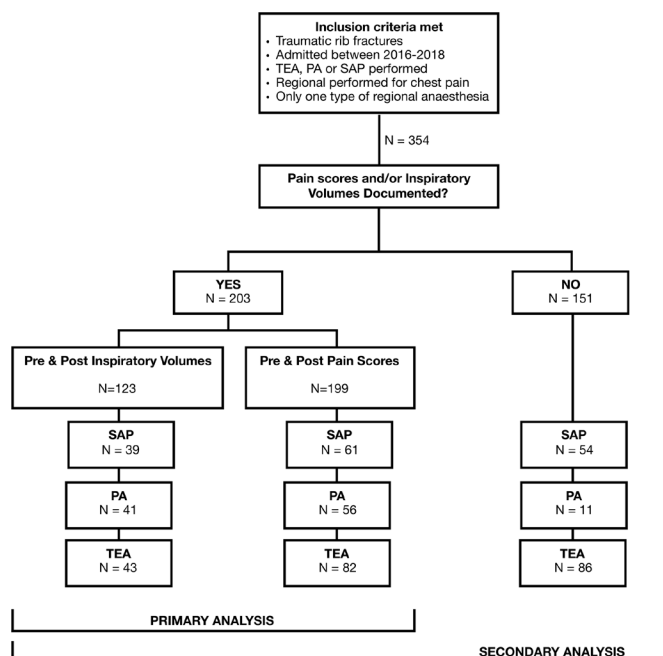 Inclusion criteria met
• Traumatic rib fractures
• Admitted between 2016-2018
• TEA, PA or SAP performed
• Regional performed for chest pain
• Only one type of regional anaesthesia
N = 354
Pain scores and/or Inspiratory
Volumes Documented?
YES
N = 203
NO
N = 151
Pre & Post Inspiratory Volumes
N=123
Pre & Post Pain Scores
N=199
SAP
N = 39
SAP
N = 61
SAP
N = 54
PA
N = 41
PA
N = 56
PA
N = 11
TEA
N = 43
TEA
N = 82
TEA
N = 86
PRIMARY ANALYSIS
SECONDARY ANALYSIS